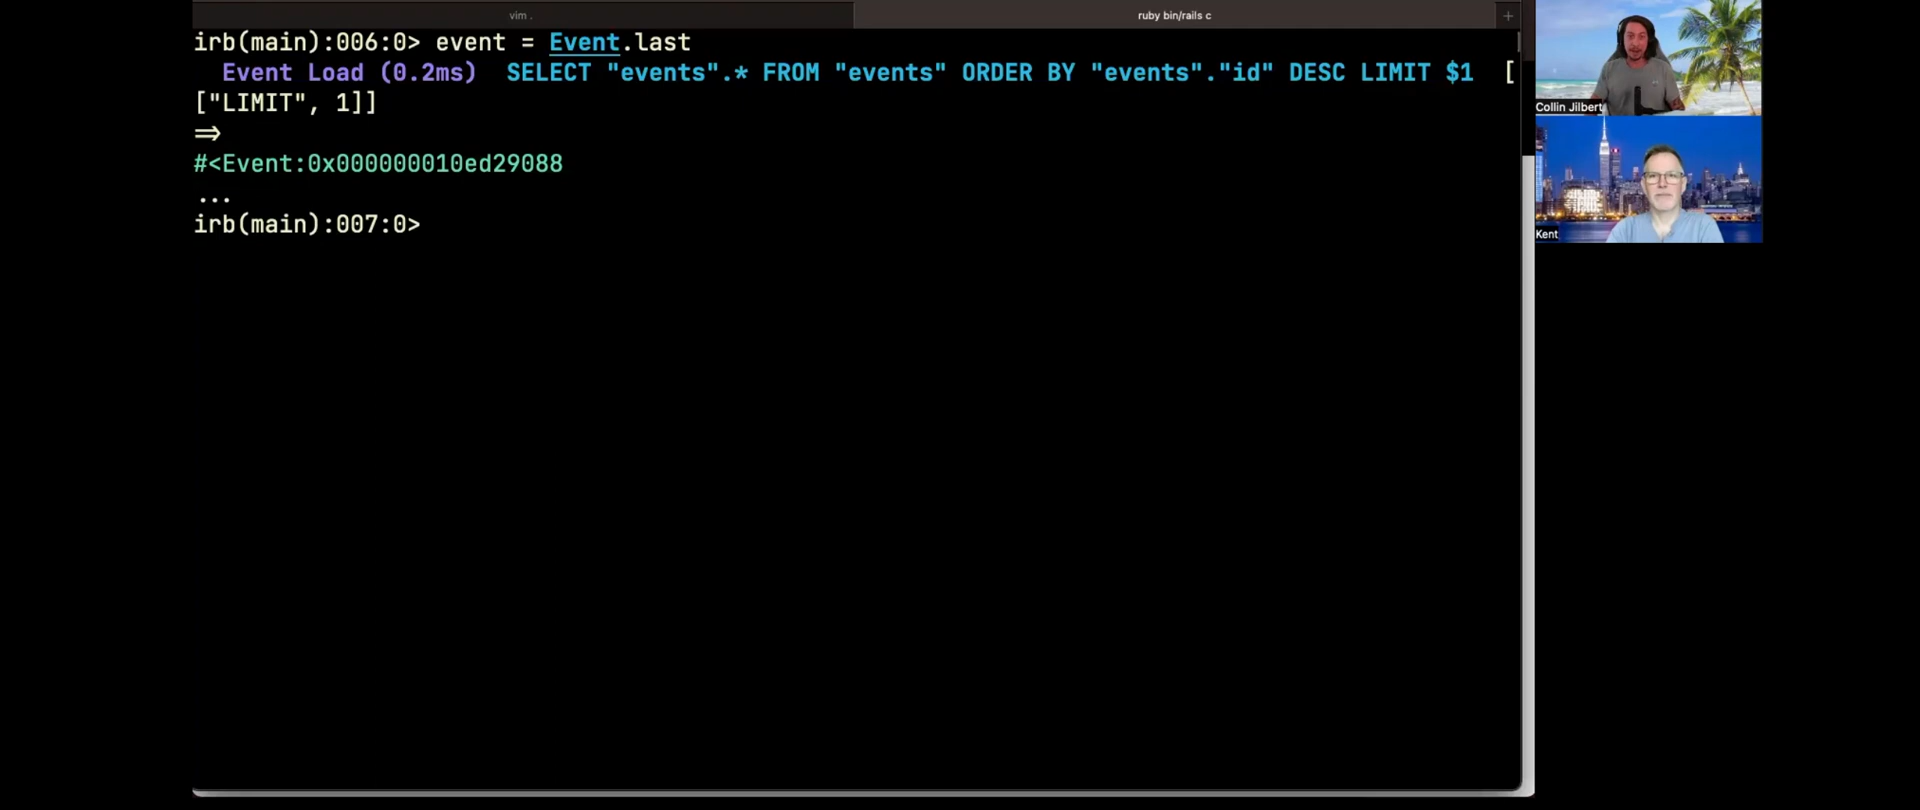 vim .
ruby bin/rails c
+
irb(main):006:0> event = Event.last
Event Load (0.2ms)  SELECT "events".* FROM "events" ORDER BY "events"."id" DESC LIMIT $1  [
["LIMIT", 1]]
=>
#<Event:0x000000010ed29088
...
irb(main):007:0>
Collin Jilbert
Kent